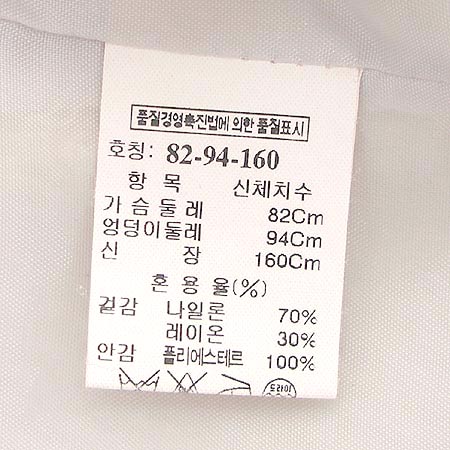 품질경영촉진법에 의한 품질표시
호칭: 82-94-160
항 목 신체치수
가 슴 둘 레 82Cm
엉덩이둘레 94Cm
신 장 160Cm
혼 용 율(%)
겉감 나일론 70%
레이온 30%
안감 폴리에스테르 100%
드라이